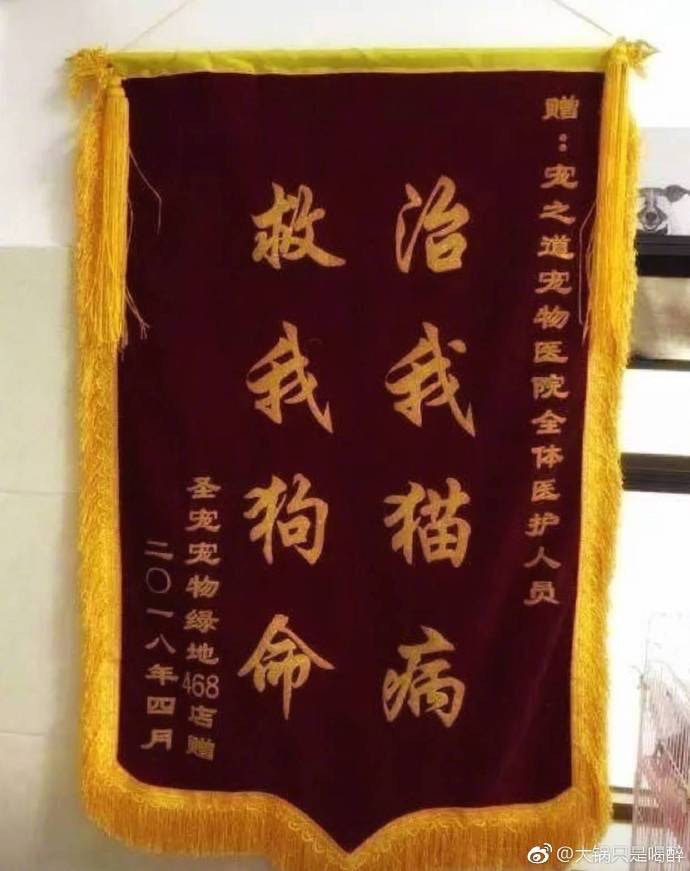 赠：宠之道宠物医院全体医护人员
治我猫病
救我狗命
圣宠宠物绿地468店赠
二〇一八年四月
@大锅只是喝醉